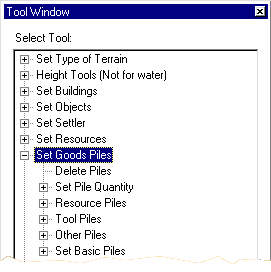 Tool Window
Select Tool:
Set Type of Terrain
Height Tools (Not for water)
Set Buildings
Set Objects
Set Settler
Set Resources
Set Goods Piles
Delete Piles
Set Pile Quantity
Resource Piles
Tool Piles
Other Piles
Set Basic Piles